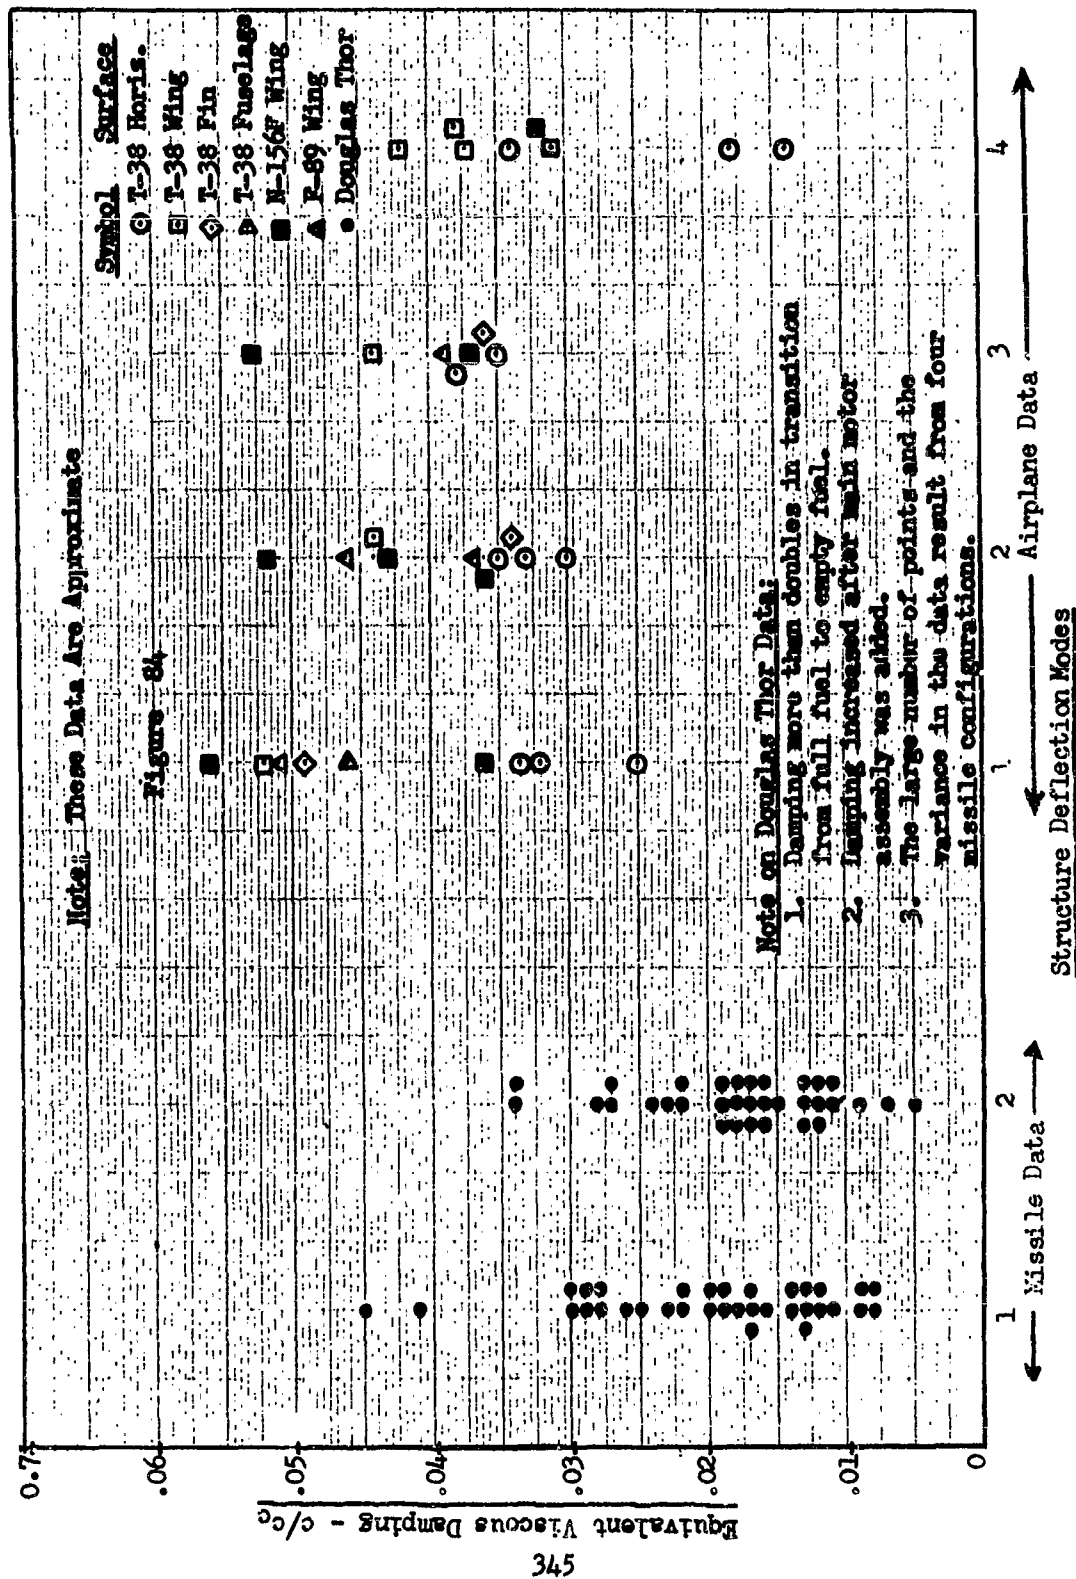 Note: These Data Are Approximate
Figure 84
Symbol Surface
T-38 Horis.
T-38 Wing
T-38 Fin
T-38 Fuselage
N-156F Wing
F-89 Wing
Douglas Thor
0.7
.06
.05
.04
.03
.02
.01
0
Equivalent Viscous Damping - c/cc
Note on Douglas Thor Data:
1. Damping more than doubles in transition
from full fuel to empty fuel.
2. Damping increased after main motor
assembly was added.
3. The large number of points and the
variance in the data result from four
missile configurations.
1 2 1 2 3 4
Missile Data Airplane Data
Structure Deflection Modes
345